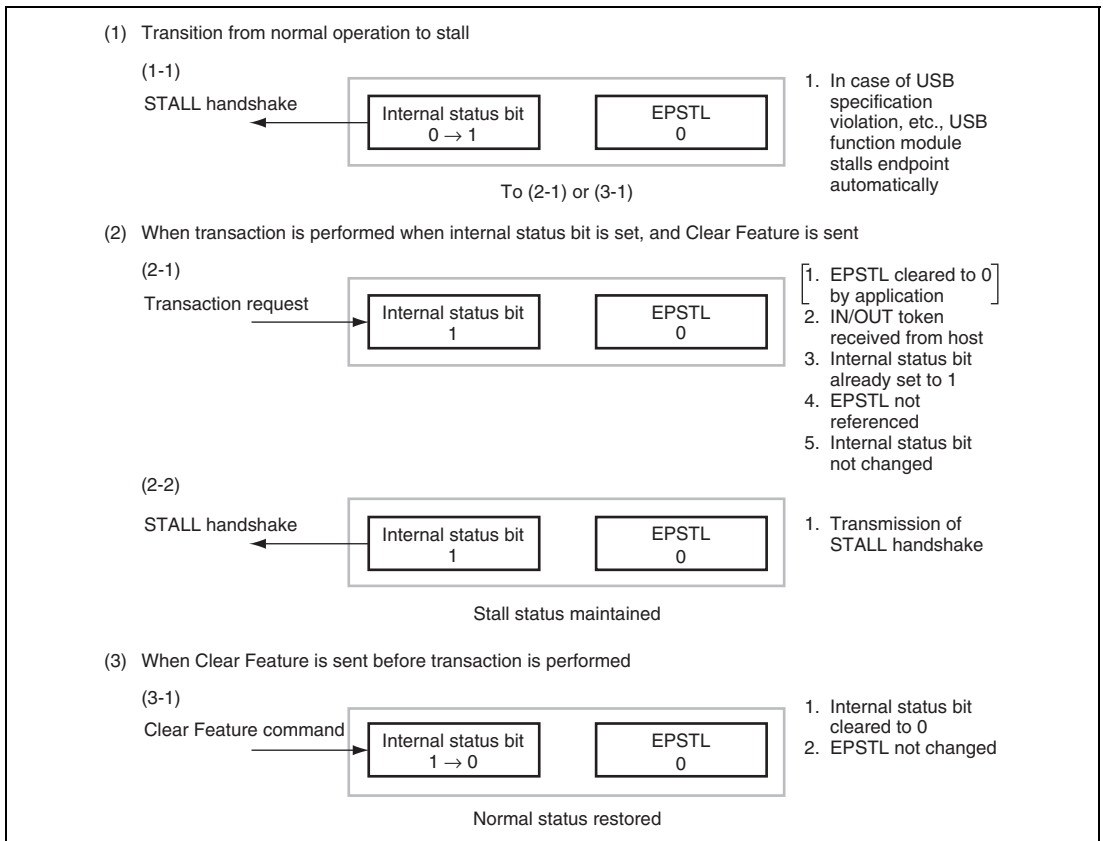 (1) Transition from normal operation to stall
(1-1)
STALL handshake
Internal status bit
0 → 1
EPSTL
0
1. In case of USB
specification
violation, etc., USB
function module
stalls endpoint
automatically
To (2-1) or (3-1)
(2) When transaction is performed when internal status bit is set, and Clear Feature is sent
(2-1)
Transaction request
Internal status bit
1
EPSTL
0
1. EPSTL cleared to 0
by application
2. IN/OUT token
received from host
3. Internal status bit
already set to 1
4. EPSTL not
referenced
5. Internal status bit
not changed
(2-2)
STALL handshake
Internal status bit
1
EPSTL
0
1. Transmission of
STALL handshake
Stall status maintained
(3) When Clear Feature is sent before transaction is performed
(3-1)
Clear Feature command
Internal status bit
1 → 0
EPSTL
0
1. Internal status bit
cleared to 0
2. EPSTL not changed
Normal status restored